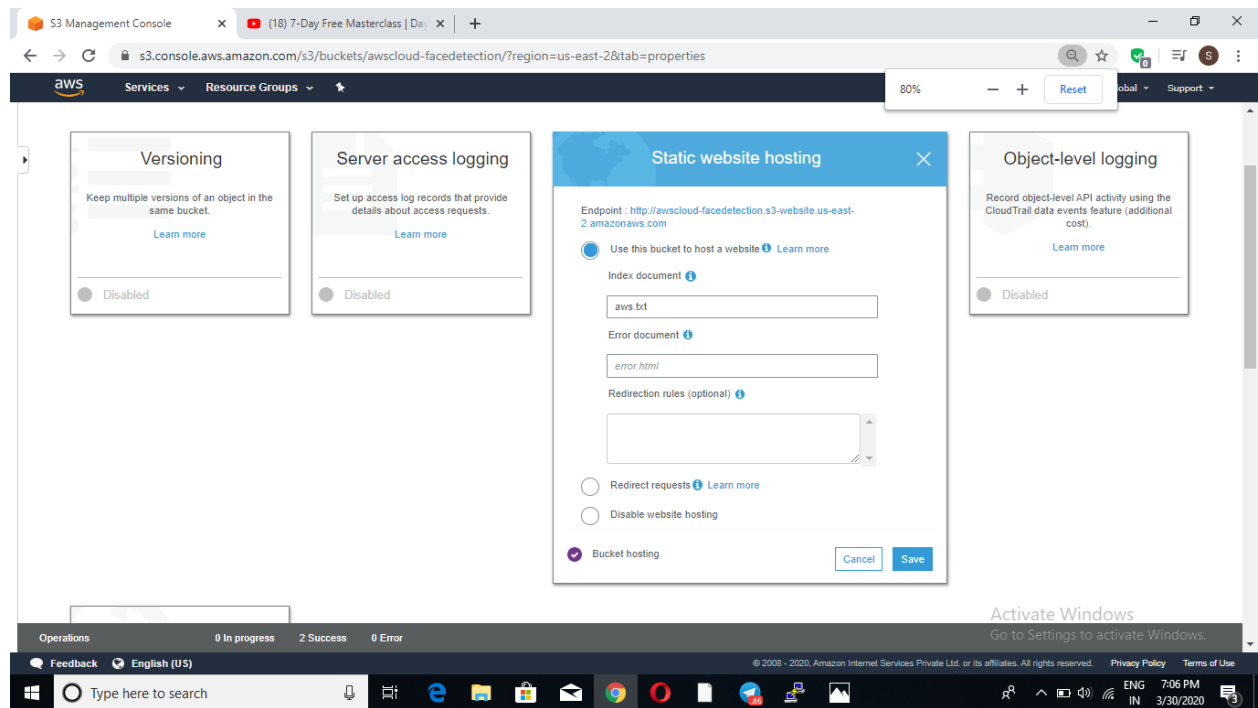 S3 Management Console
(18) 7-Day Free Masterclass | Day
s3.console.aws.amazon.com/s3/buckets/awscloud-facedetection/?region=us-east-2&tab=properties
S
0
aws
Services
Resource Groups
80%
Reset
obal
Support
Versioning
Keep multiple versions of an object in the
same bucket.
Learn more
Disabled
Server access logging
Set up access log records that provide
details about access requests.
Learn more
Disabled
Static website hosting
Endpoint : http://awscloud-facedetection.s3-website.us-east-
2.amazonaws.com
Use this bucket to host a website Learn more
Index document
aws.txt
Error document
error.html
Redirection rules (optional)
Redirect requests Learn more
Disable website hosting
Bucket hosting
Cancel
Save
Object-level logging
Record object-level API activity using the
CloudTrail data events feature (additional
cost).
Learn more
Disabled
Activate Windows
Go to Settings to activate Windows.
Operations 0 In progress 2 Success 0 Error
Feedback English (US)
© 2008 - 2020, Amazon Internet Services Private Ltd. or its affiliates. All rights reserved. Privacy Policy Terms of Use
Type here to search
ENG
IN
7:06 PM
3/30/2020
3